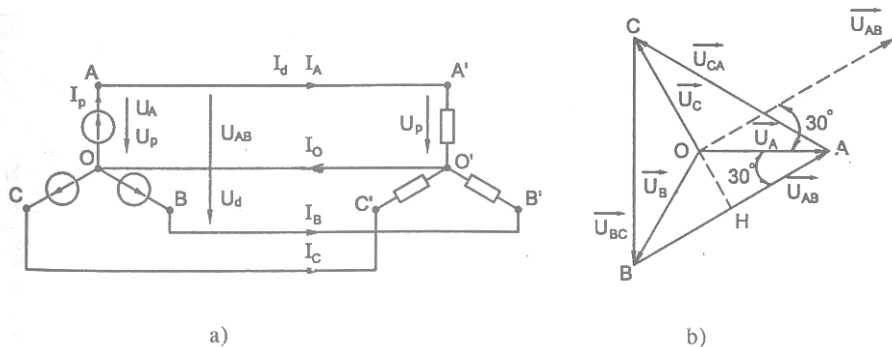 A I_d I_A A'
I_p U_A U_p U_AB U_p
O I_O O'
C B U_d C' B'
I_B
I_C
a)
C U_CA U_AB
U_C
O U_A 30° A
U_B 30° U_AB
U_BC H
B
b)